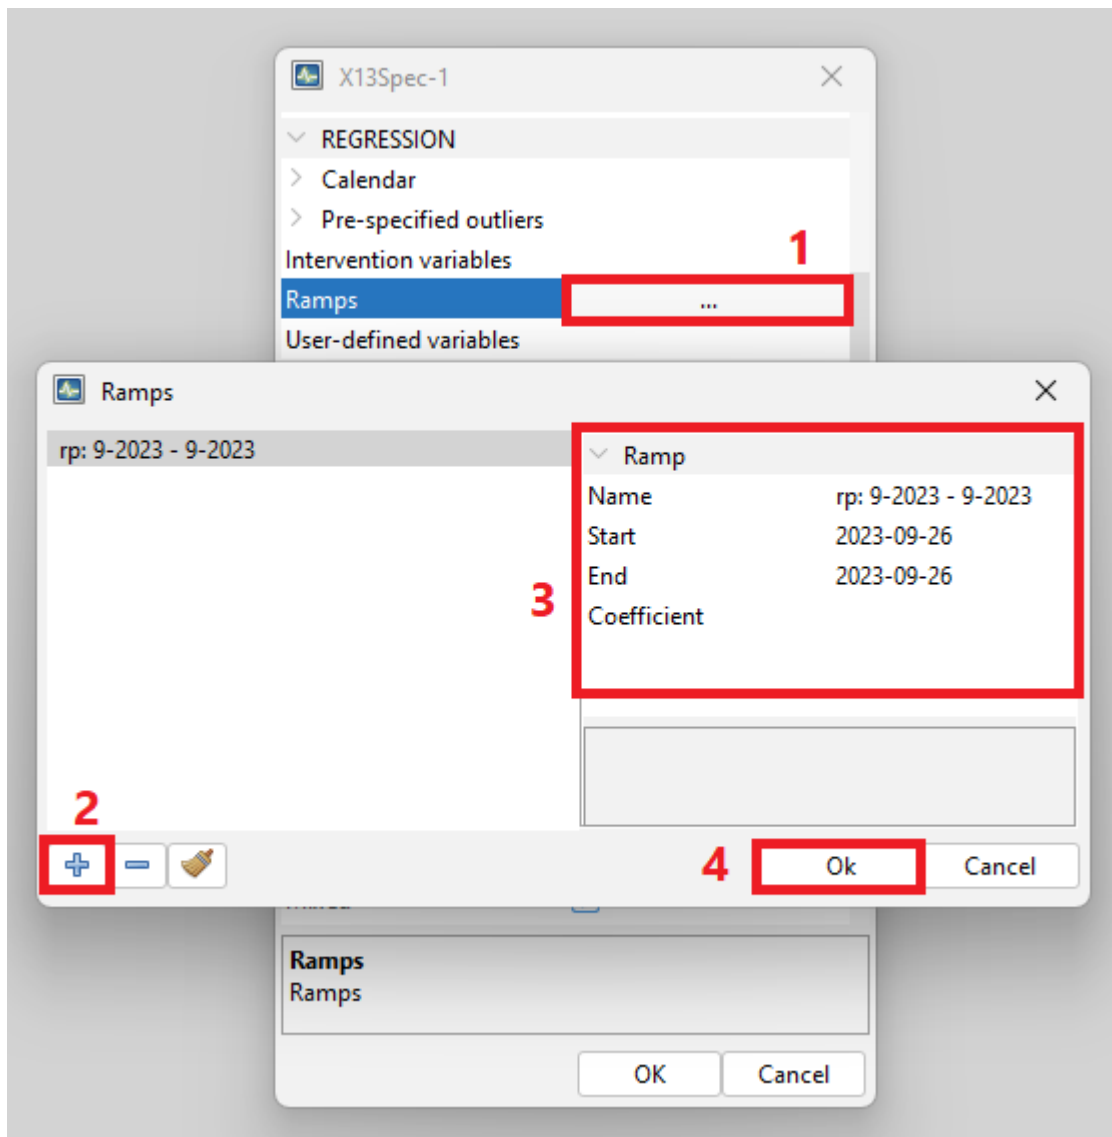 X13Spec-1
REGRESSION
Calendar
Pre-specified outliers
Intervention variables
1
Ramps ...
User-defined variables
Ramps
rp: 9-2023 - 9-2023
Ramp
Name rp: 9-2023 - 9-2023
Start 2023-09-26
End 2023-09-26
3
Coefficient
2
4
Ok Cancel
Ramps
Ramps
OK Cancel